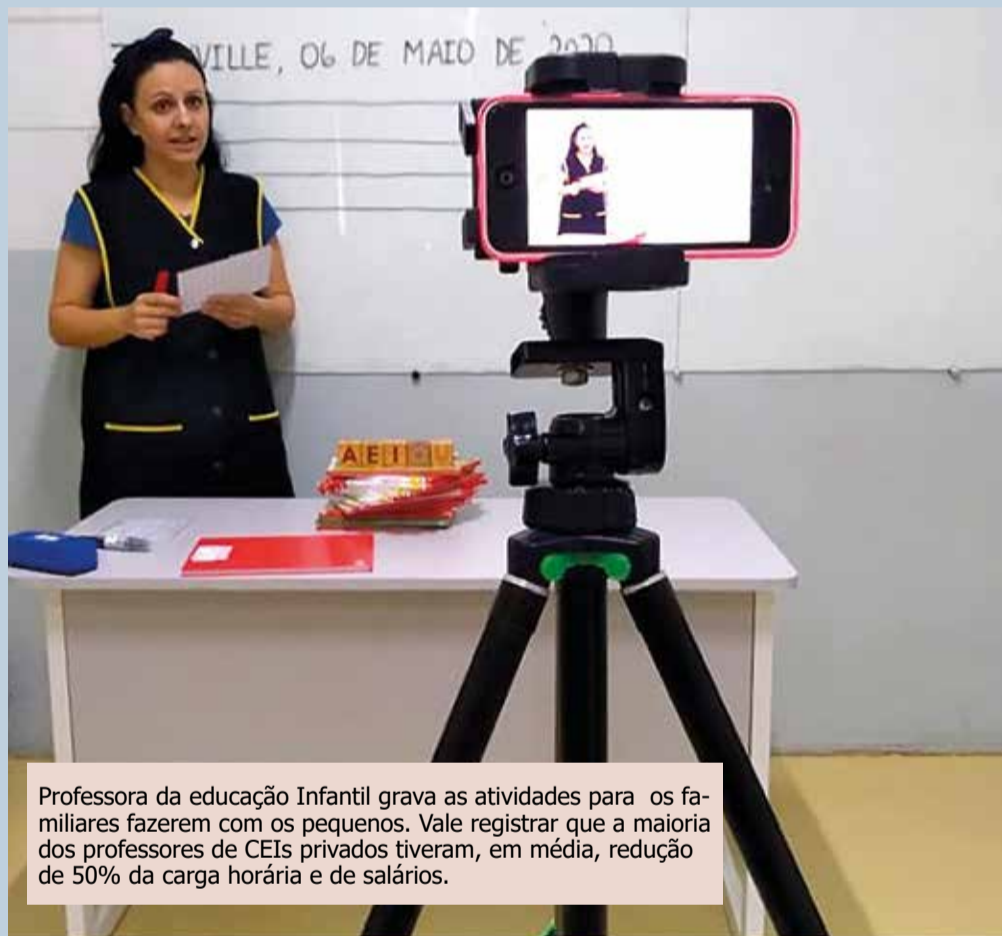 VILLE, 06 DE MAIO DE 2020
A E I O U
Professora da educação Infantil grava as atividades para os fa-
miliares fazerem com os pequenos. Vale registrar que a maioria
dos professores de CEIs privados tiveram, em média, redução
de 50% da carga horária e de salários.